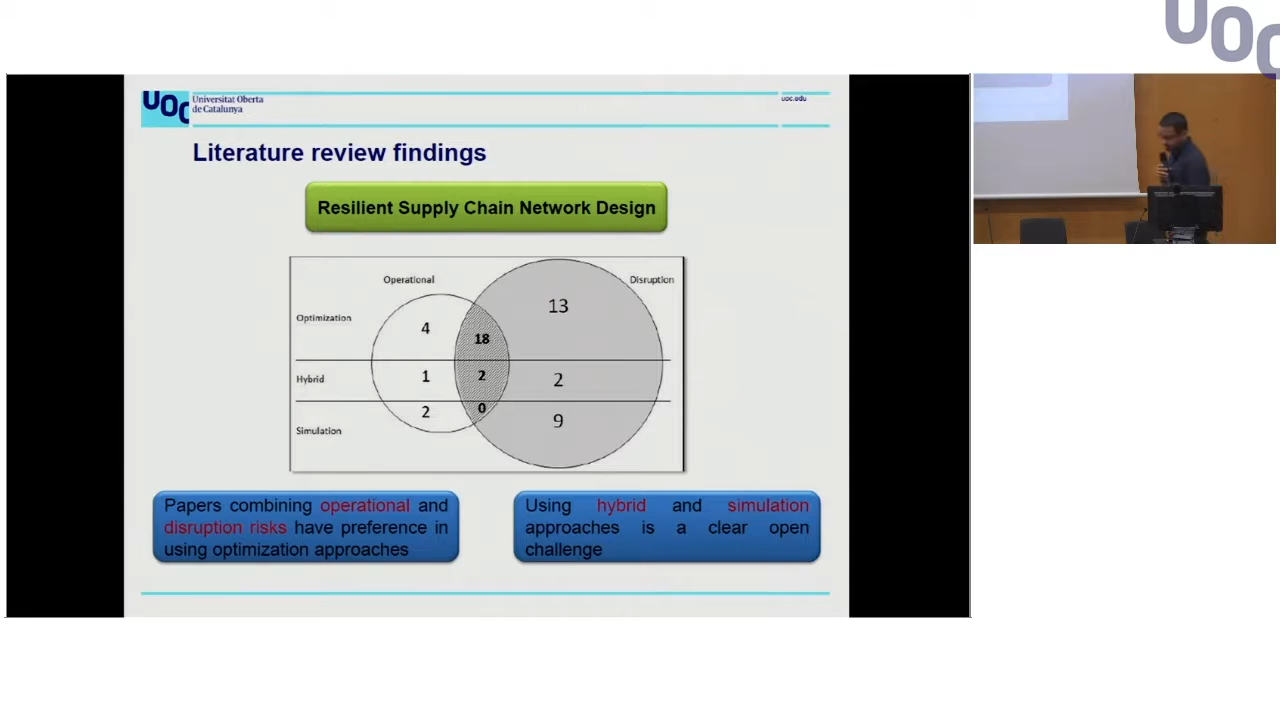 UOC
UOC
Universitat Oberta
de Catalunya
uoc.edu
Literature review findings
Resilient Supply Chain Network Design
Operational
Disruption
Optimization
4
18
13
Hybrid
1
2
2
Simulation
2
0
9
Papers combining operational and
disruption risks have preference in
using optimization approaches
Using hybrid and simulation
approaches is a clear open
challenge